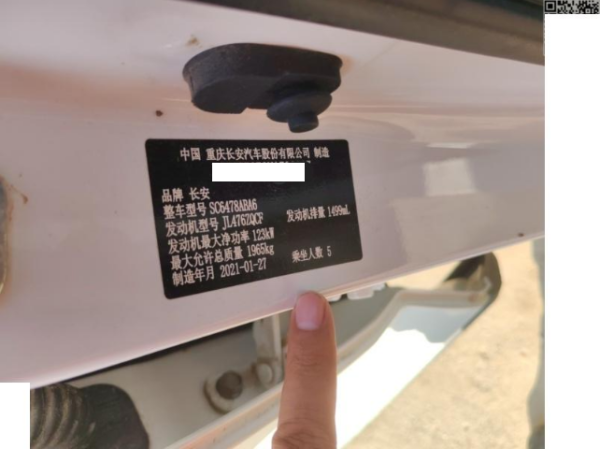 中国 重庆长安汽车股份有限公司 制造
品牌 长安
整车型号 SC6478ABA6
发动机型号 JL476ZQCF 发动机排量 1499mL
发动机最大净功率 123kW
最大允许总质量 1965kg
制造年月 2021-01-27 乘坐人数 5